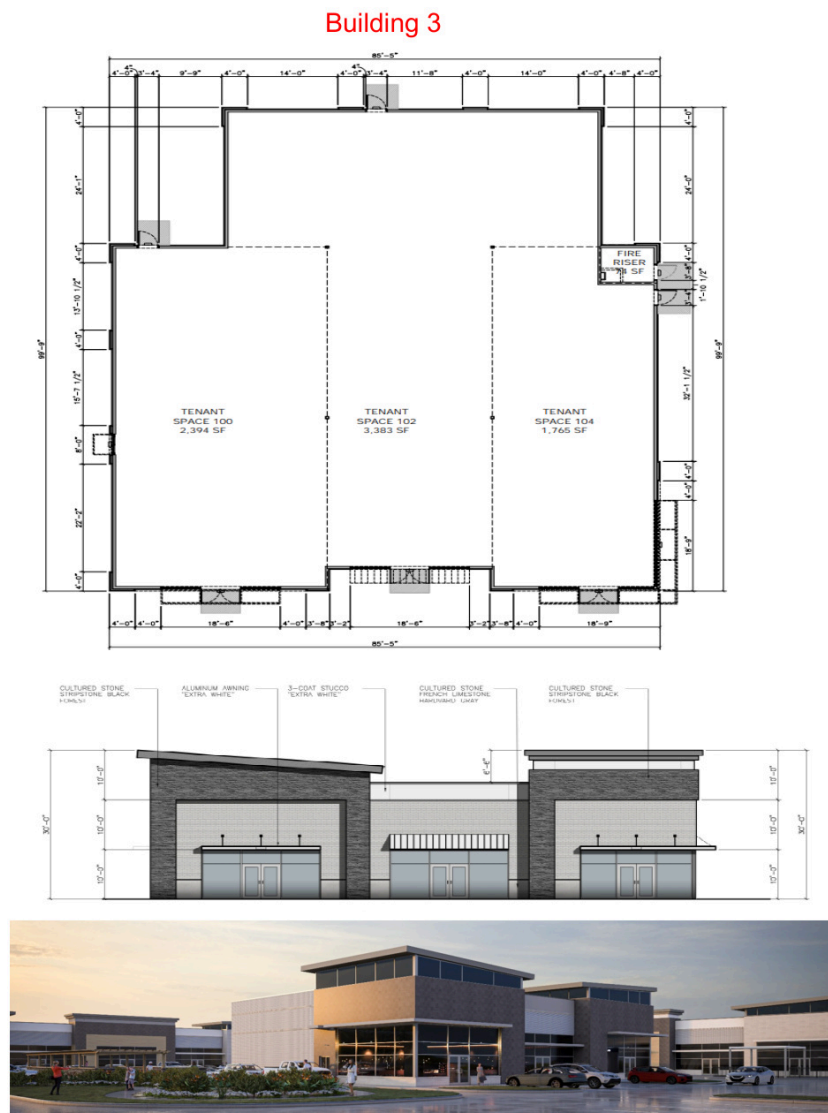 Building 3
85'-5"
4" 4"
4'-0" 3'-4" 9'-9" 4'-0" 14'-0" 4'-0" 3'-4" 11'-8" 4'-0" 14'-0" 4'-0" 4'-8" 4'-0"
4'-0" 4'-0"
24'-1" 24'-0"
4'-0" 4'-0"
FIRE
RISER
SF
3'-8"
1'-10 1/2"
3'-4"
13'-10 1/2"
99'-9" 99'-9"
4'-0"
15'-7 1/2" 32'-1 1/2"
TENANT TENANT TENANT
SPACE 100 SPACE 102 SPACE 104
2,394 SF 3,383 SF 1,765 SF
8'-0" 4'-0"
4'-0"
22'-2" 18'-9"
4'-0"
4'-0" 4'-0" 18'-6" 3'-8" 3'-2" 18'-6" 3'-2" 3'-8" 4'-0" 18'-9"
85'-5"
CULTURED STONE ALUMINUM AWNING 3-COAT STUCCO CULTURED STONE CULTURED STONE
STRIPSTONE BLACK "EXTRA WHITE" "EXTRA WHITE" FRENCH LIMESTONE STRIPSTONE BLACK
FOREST HARVARD GRAY FOREST
10'-0" 6'-6" 10'-0"
30'-0" 10'-0" 10'-0" 30'-0"
10'-0" 10'-0"